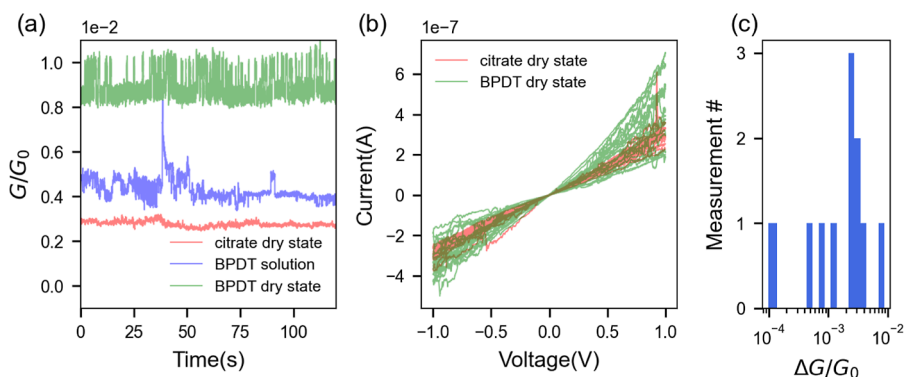 (a)
1e−2
G/G₀
1.0
0.8
0.6
0.4
0.2
0.0
citrate dry state
BPDT solution
BPDT dry state
0 25 50 75 100
Time(s)
(b)
1e−7
Current(A)
6
4
2
0
−2
−4
citrate dry state
BPDT dry state
−1.0 −0.5 0.0 0.5 1.0
Voltage(V)
(c)
Measurement #
3
2
1
0
10⁻⁴ 10⁻³ 10⁻²
ΔG/G₀